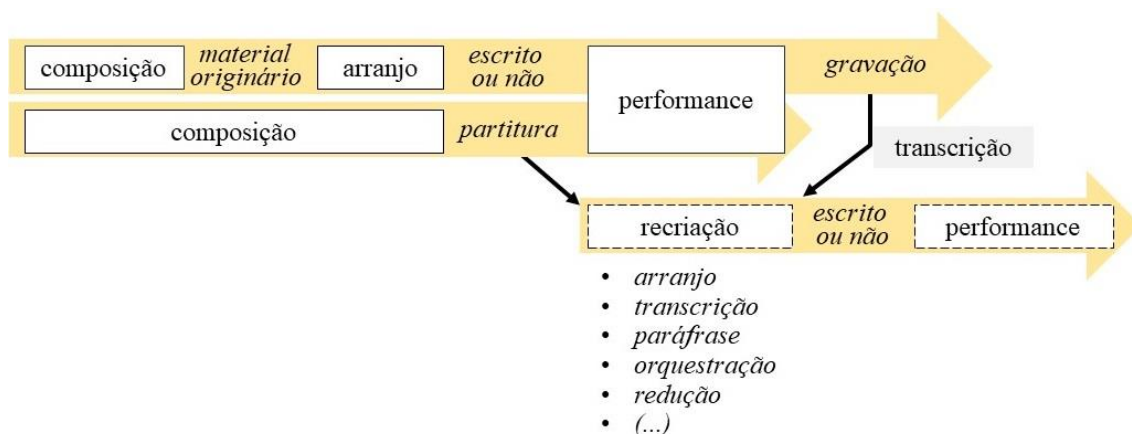 composição
material
originário
arranjo
escrito
ou não
performance
gravação
composição
partitura
transcrição
recriação
escrito
ou não
performance
• arranjo
• transcrição
• paráfrase
• orquestração
• redução
• (...)